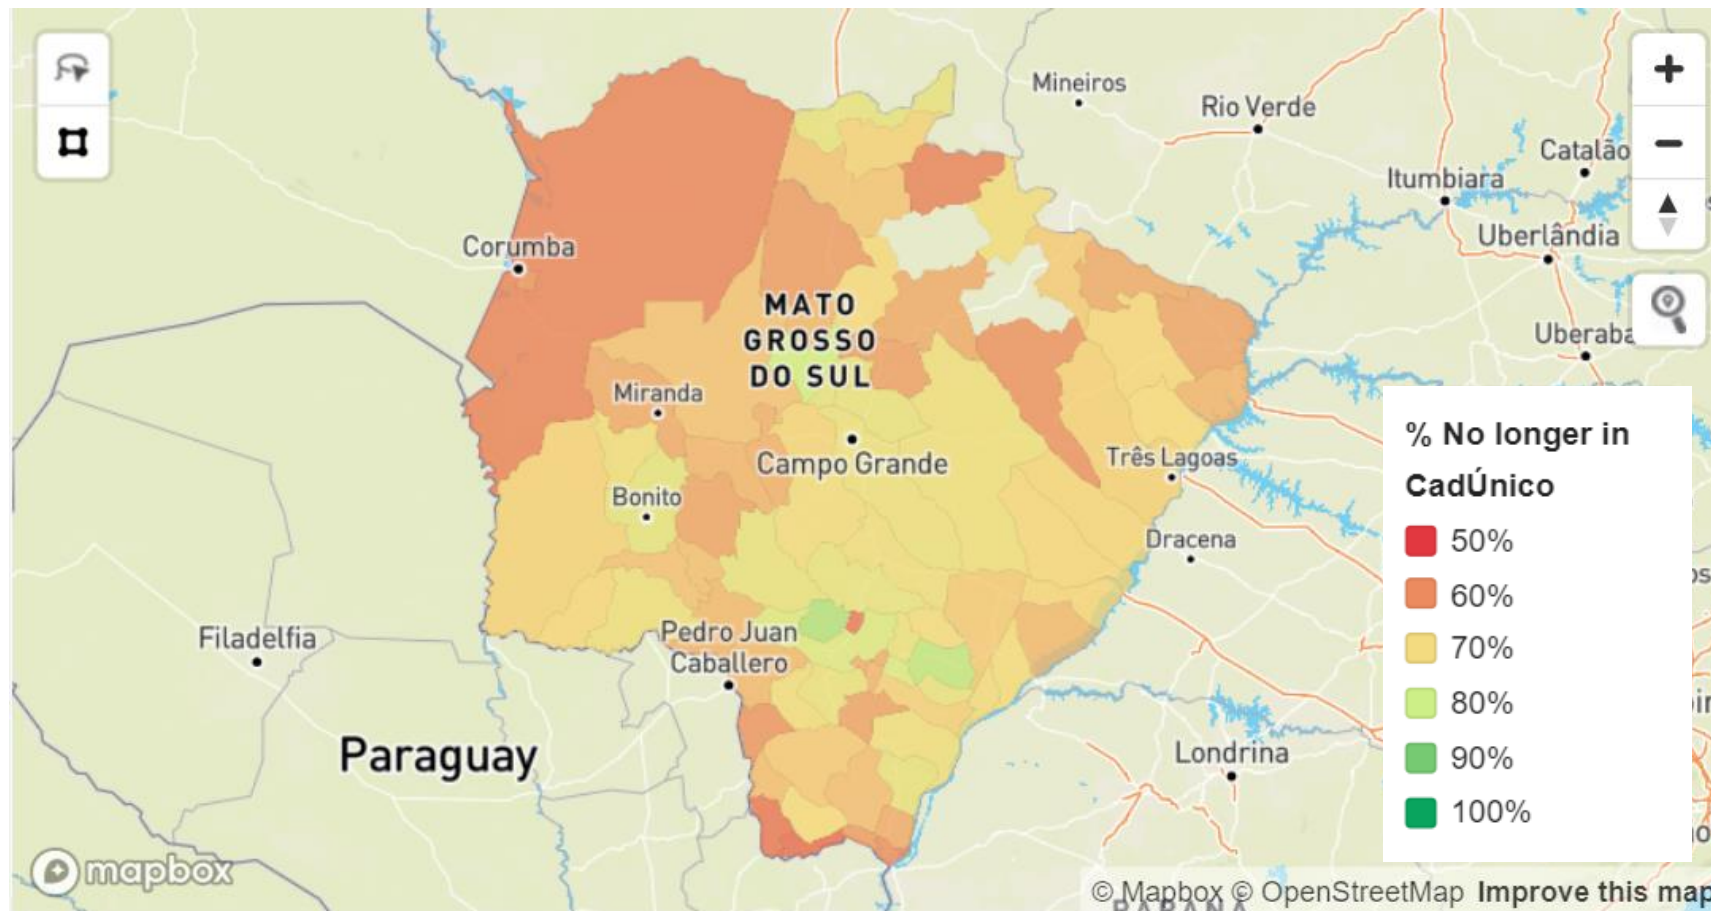 Mineiros
Rio Verde
Catalão
Itumbiara
Uberlândia
Corumba
MATO
GROSSO
DO SUL
Uberaba
Miranda
Campo Grande
Três Lagoas
Bonito
Dracena
Filadelfia
Pedro Juan
Caballero
Paraguay
Londrina
% No longer in
CadÚnico
50%
60%
70%
80%
90%
100%
mapbox
© Mapbox © OpenStreetMap Improve this map
PARANÁ